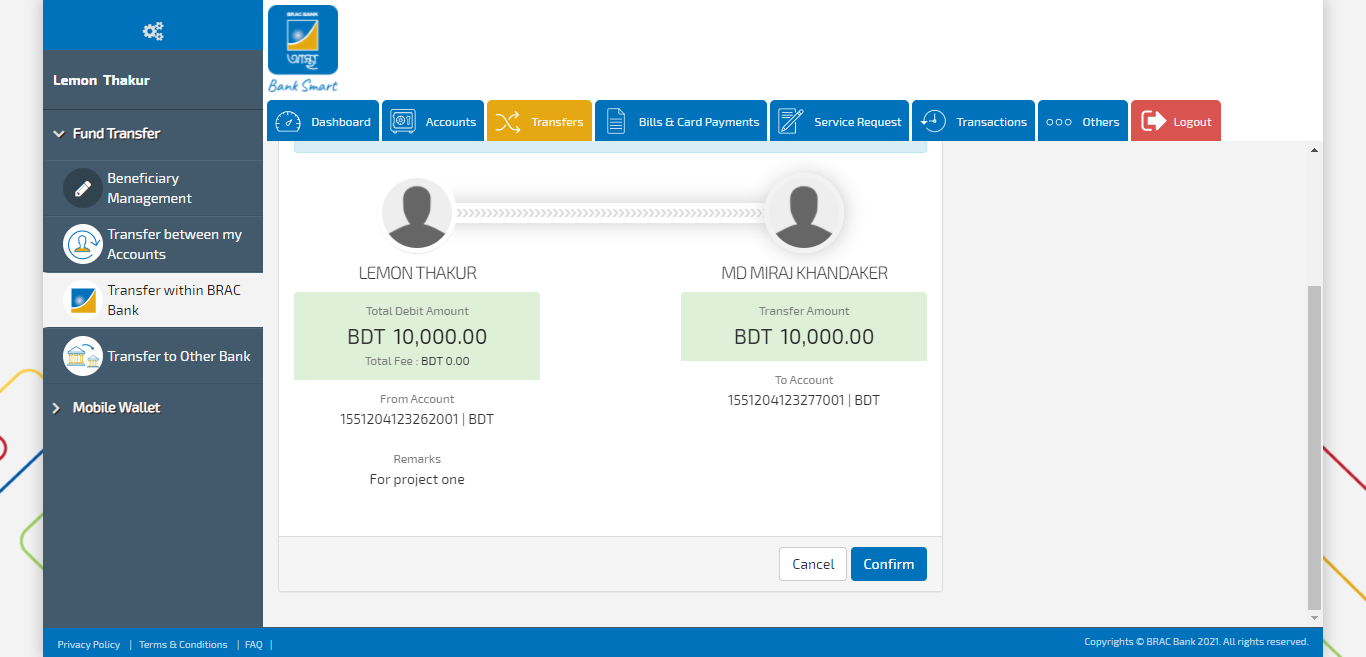 BRAC BANK
আস্থা
Bank Smart
Lemon Thakur
Fund Transfer
Beneficiary
Management
Transfer between my
Accounts
Transfer within BRAC
Bank
Transfer to Other Bank
Mobile Wallet
Dashboard Accounts Transfers Bills & Card Payments Service Request Transactions Others Logout
LEMON THAKUR MD MIRAJ KHANDAKER
Total Debit Amount
BDT 10,000.00
Total Fee : BDT 0.00
From Account
1551204123262001 | BDT
Remarks
For project one
Transfer Amount
BDT 10,000.00
To Account
1551204123277001 | BDT
Cancel Confirm
Privacy Policy | Terms & Conditions | FAQ |
Copyrights © BRAC Bank 2021. All rights reserved.